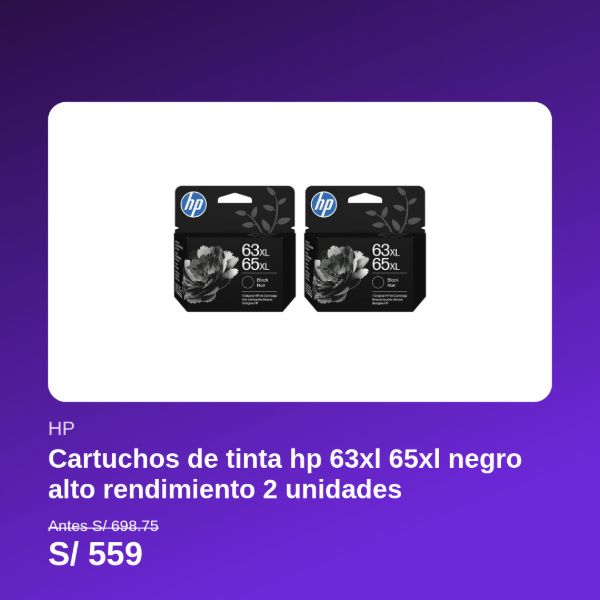 hp
63XL
65XL
Black
Noir
hp
63XL
65XL
Black
Noir
HP
Cartuchos de tinta hp 63xl 65xl negro
alto rendimiento 2 unidades
Antes S/ 698.75
S/ 559